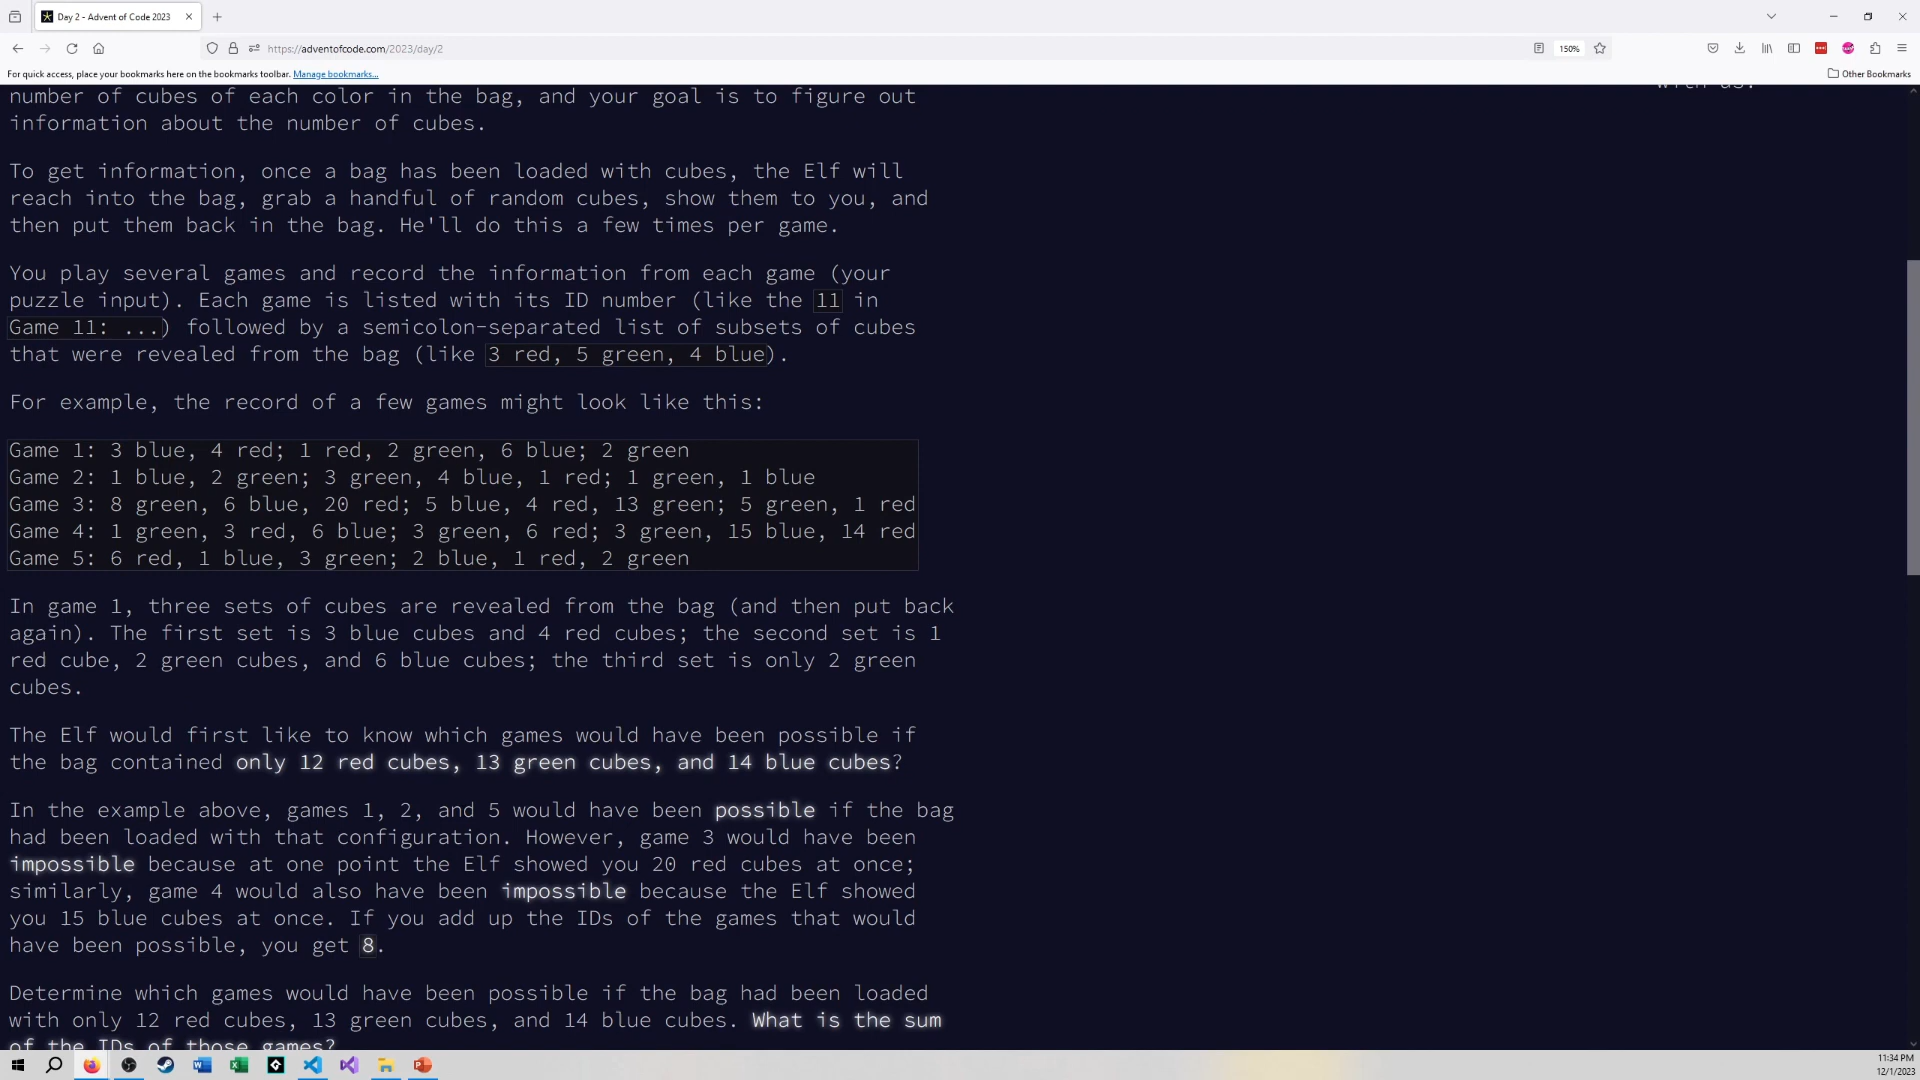 Day 2 - Advent of Code 2023
https://adventofcode.com/2023/day/2
150%
For quick access, place your bookmarks here on the bookmarks toolbar. Manage bookmarks...
Other Bookmarks
with us!
number of cubes of each color in the bag, and your goal is to figure out
information about the number of cubes.
To get information, once a bag has been loaded with cubes, the Elf will
reach into the bag, grab a handful of random cubes, show them to you, and
then put them back in the bag. He'll do this a few times per game.
You play several games and record the information from each game (your
puzzle input). Each game is listed with its ID number (like the 11 in
Game 11: ...) followed by a semicolon-separated list of subsets of cubes
that were revealed from the bag (like 3 red, 5 green, 4 blue).
For example, the record of a few games might look like this:
Game 1: 3 blue, 4 red; 1 red, 2 green, 6 blue; 2 green
Game 2: 1 blue, 2 green; 3 green, 4 blue, 1 red; 1 green, 1 blue
Game 3: 8 green, 6 blue, 20 red; 5 blue, 4 red, 13 green; 5 green, 1 red
Game 4: 1 green, 3 red, 6 blue; 3 green, 6 red; 3 green, 15 blue, 14 red
Game 5: 6 red, 1 blue, 3 green; 2 blue, 1 red, 2 green
In game 1, three sets of cubes are revealed from the bag (and then put back
again). The first set is 3 blue cubes and 4 red cubes; the second set is 1
red cube, 2 green cubes, and 6 blue cubes; the third set is only 2 green
cubes.
The Elf would first like to know which games would have been possible if
the bag contained only 12 red cubes, 13 green cubes, and 14 blue cubes?
In the example above, games 1, 2, and 5 would have been possible if the bag
had been loaded with that configuration. However, game 3 would have been
impossible because at one point the Elf showed you 20 red cubes at once;
similarly, game 4 would also have been impossible because the Elf showed
you 15 blue cubes at once. If you add up the IDs of the games that would
have been possible, you get 8.
Determine which games would have been possible if the bag had been loaded
with only 12 red cubes, 13 green cubes, and 14 blue cubes. What is the sum
of the IDs of those games?
11:34 PM
12/1/2023